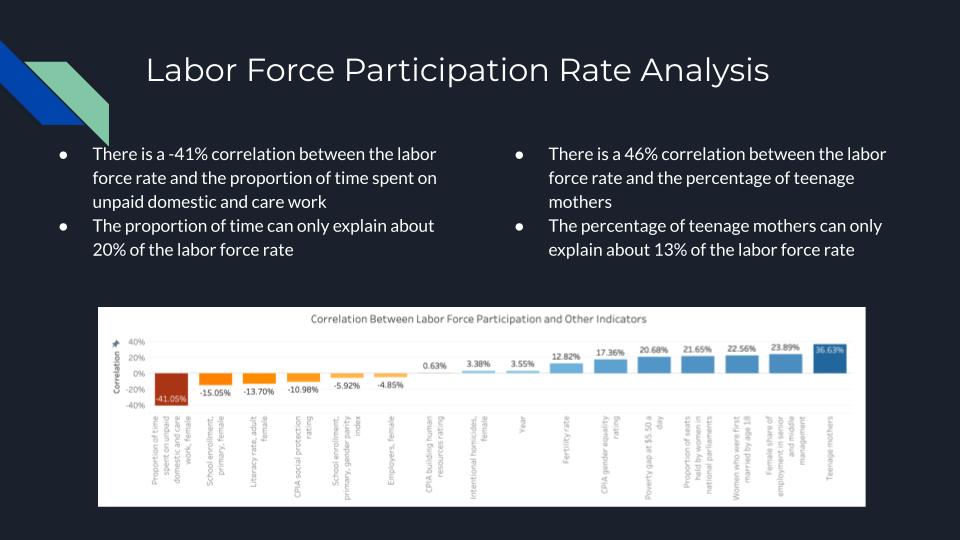 Labor Force Participation Rate Analysis
● There is a -41% correlation between the labor
force rate and the proportion of time spent on
unpaid domestic and care work
● The proportion of time can only explain about
20% of the labor force rate
● There is a 46% correlation between the labor
force rate and the percentage of teenage
mothers
● The percentage of teenage mothers can only
explain about 13% of the labor force rate
Correlation Between Labor Force Participation and Other Indicators
Correlation
40%
20%
0%
-20%
-40%
-41.05%
-15.05%
-13.70%
-10.98%
-5.92%
-4.85%
0.63%
3.38%
3.55%
12.82%
17.36%
20.68%
21.65%
22.56%
23.89%
36.63%
Proportion of time
spent on unpaid
domestic and care
work, female
School enrollment,
primary, female
Literacy rate, adult
female
CPIA social protection
rating
School enrollment,
primary, gender parity
index
Employers, female
CPIA building human
resources rating
Intentional homicides,
female
Year
Fertility rate
CPIA gender equality
rating
Poverty gap at $5.50 a
day
Proportion of seats
held by women in
national parliaments
Women who were first
married by age 18
Female share of
employment in senior
and middle
management
Teenage mothers